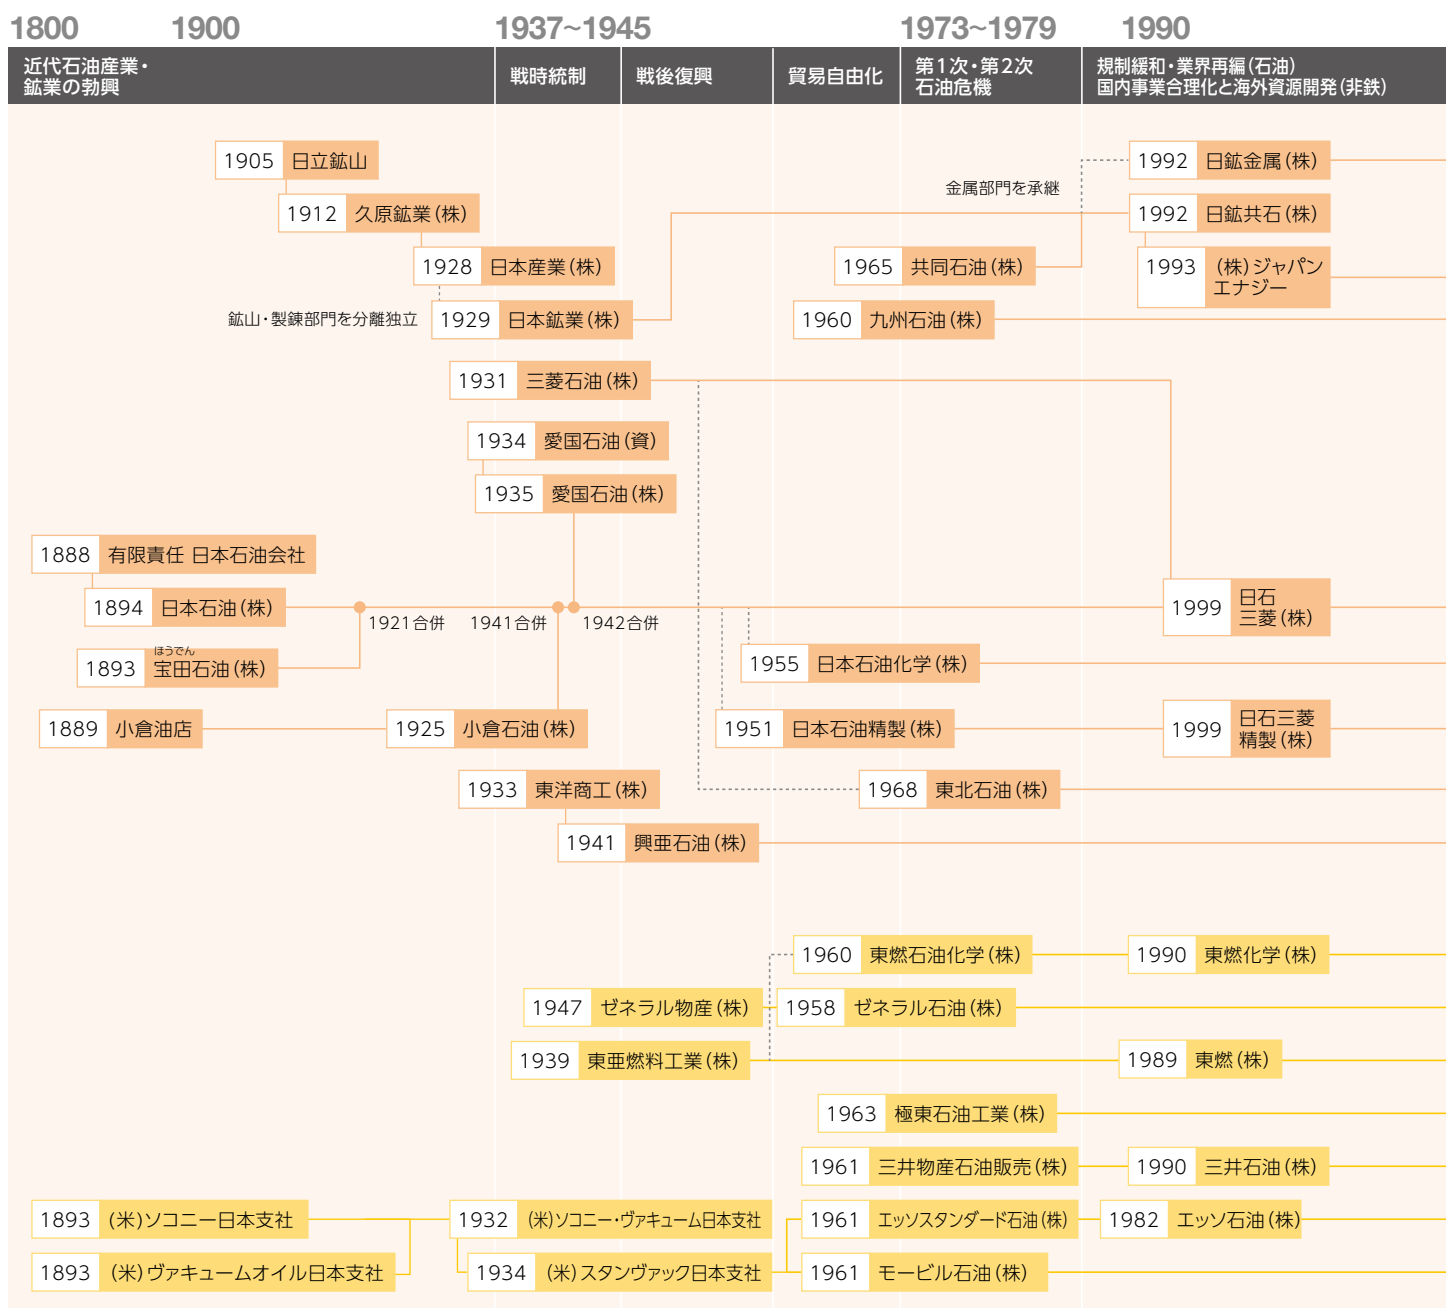 1800 1900 1937~1945 1973~1979 1990
近代石油産業・
鉱業の勃興
戦時統制
戦後復興
貿易自由化
第1次・第2次
石油危機
規制緩和・業界再編(石油)
国内事業合理化と海外資源開発(非鉄)
1905 日立鉱山
1992 日鉱金属(株)
金属部門を承継
1912 久原鉱業(株)
1992 日鉱共石(株)
1928 日本産業(株)
1965 共同石油(株)
1993 (株)ジャパン
エナジー
鉱山・製錬部門を分離独立
1929 日本鉱業(株)
1960 九州石油(株)
1931 三菱石油(株)
1934 愛国石油(資)
1935 愛国石油(株)
1888 有限責任 日本石油会社
1894 日本石油(株)
1921合併
1941合併
1942合併
1999 日石
三菱(株)
ほうでん
1893 宝田石油(株)
1955 日本石油化学(株)
1889 小倉油店
1925 小倉石油(株)
1951 日本石油精製(株)
1999 日石三菱
精製(株)
1933 東洋商工(株)
1968 東北石油(株)
1941 興亜石油(株)
1960 東燃石油化学(株)
1990 東燃化学(株)
1947 ゼネラル物産(株)
1958 ゼネラル石油(株)
1939 東亜燃料工業(株)
1989 東燃(株)
1963 極東石油工業(株)
1961 三井物産石油販売(株)
1990 三井石油(株)
1893 (米)ソコニー日本支社
1932 (米)ソコニー・ヴァキューム日本支社
1961 エッソスタンダード石油(株)
1982 エッソ石油(株)
1893 (米)ヴァキュームオイル日本支社
1934 (米)スタンヴァック日本支社
1961 モービル石油(株)